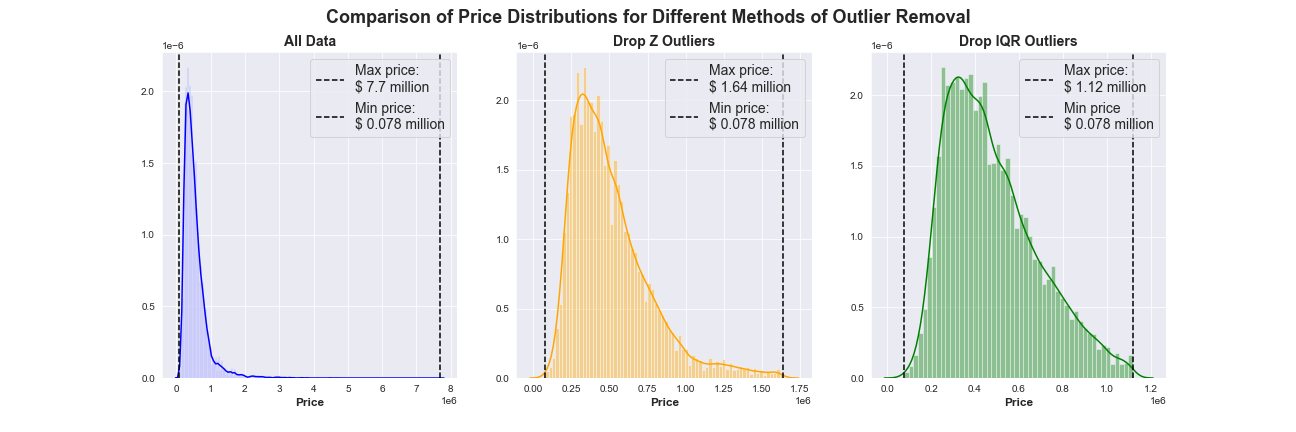 Comparison of Price Distributions for Different Methods of Outlier Removal
All Data
1e−6
Max price:
$ 7.7 million
Min price:
$ 0.078 million
2.0
1.5
1.0
0.5
0.0
0 1 2 3 4 5 6 7 8
Price
1e6
Drop Z Outliers
1e−6
Max price:
$ 1.64 million
Min price:
$ 0.078 million
2.0
1.5
1.0
0.5
0.0
0.00 0.25 0.50 0.75 1.00 1.25 1.50 1.75
Price
1e6
Drop IQR Outliers
1e−6
Max price:
$ 1.12 million
Min price
$ 0.078 million
2.0
1.5
1.0
0.5
0.0
0.0 0.2 0.4 0.6 0.8 1.0 1.2
Price
1e6